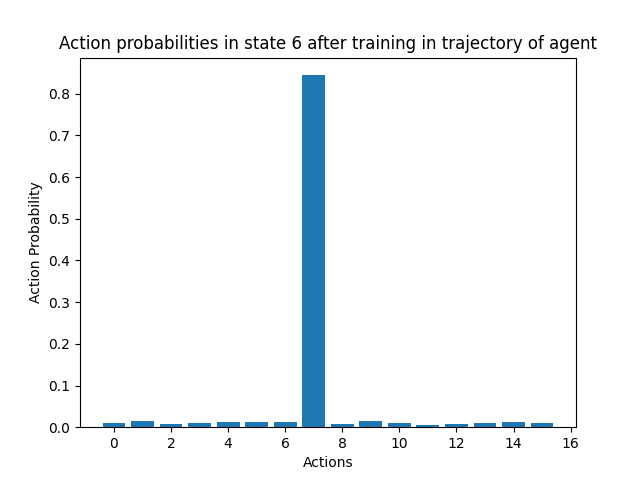 Action probabilities in state 6 after training in trajectory of agent
0.8
0.7
0.6
0.5
0.4
0.3
0.2
0.1
0.0
Action Probability
0 2 4 6 8 10 12 14 16
Actions